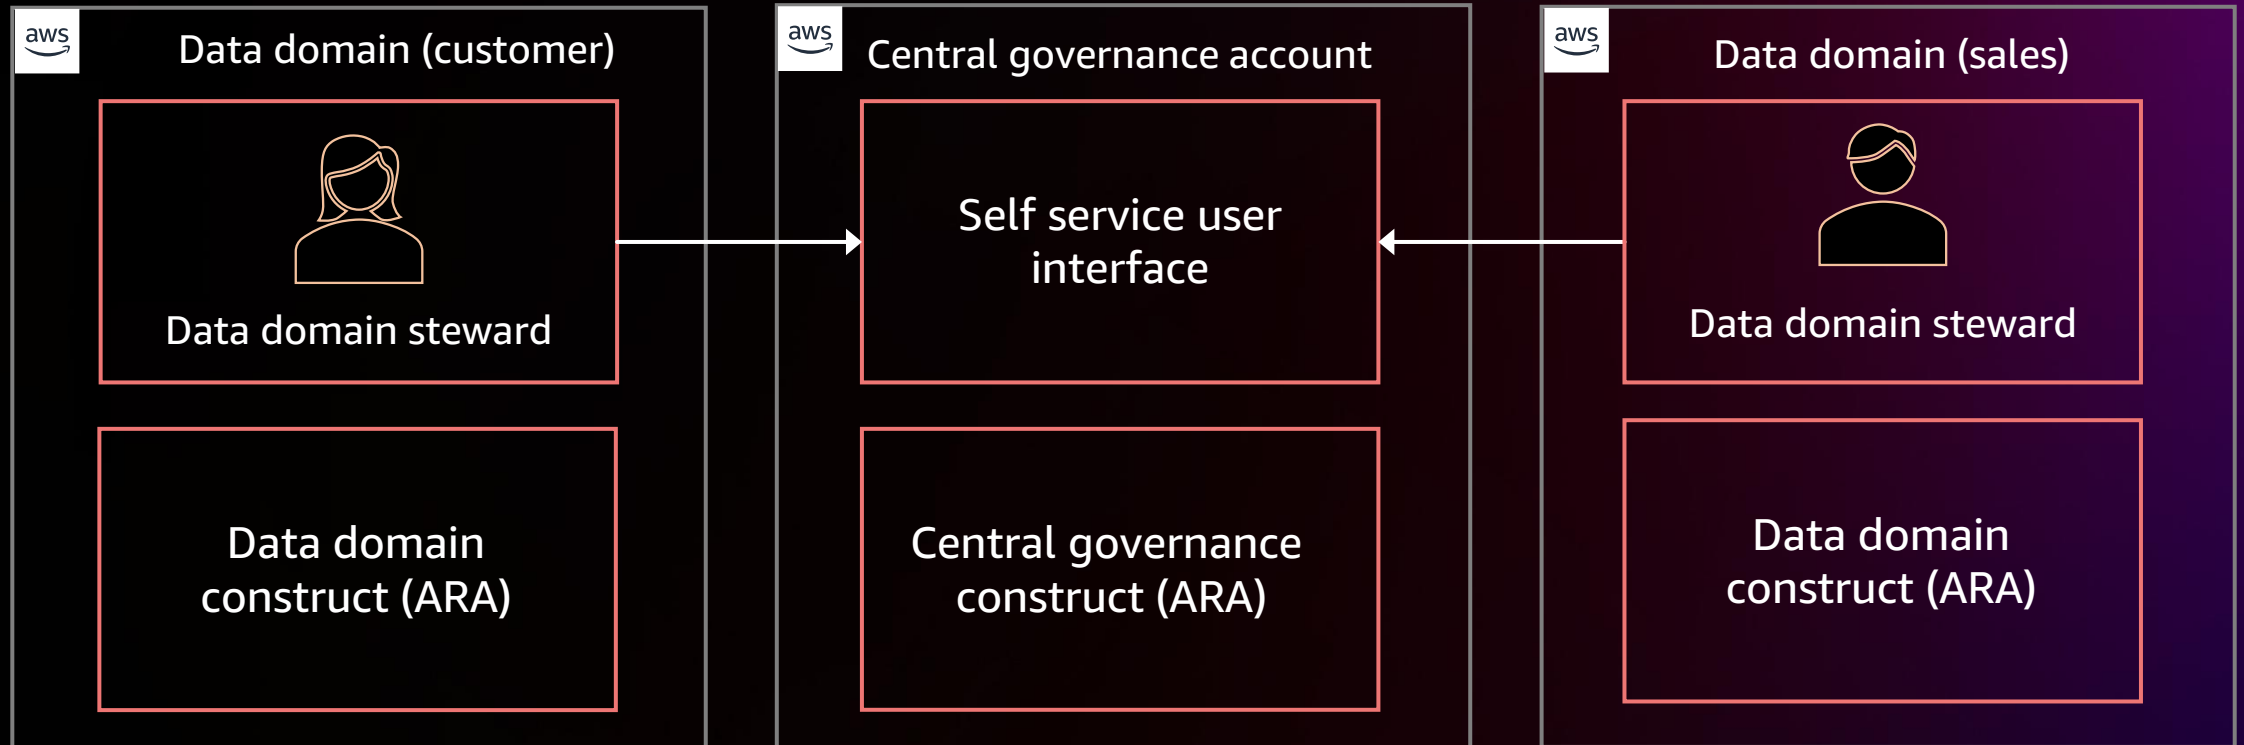 aws
Data domain (customer)
Data domain steward
Data domain
construct (ARA)
aws
Central governance account
Self service user
interface
Central governance
construct (ARA)
aws
Data domain (sales)
Data domain steward
Data domain
construct (ARA)